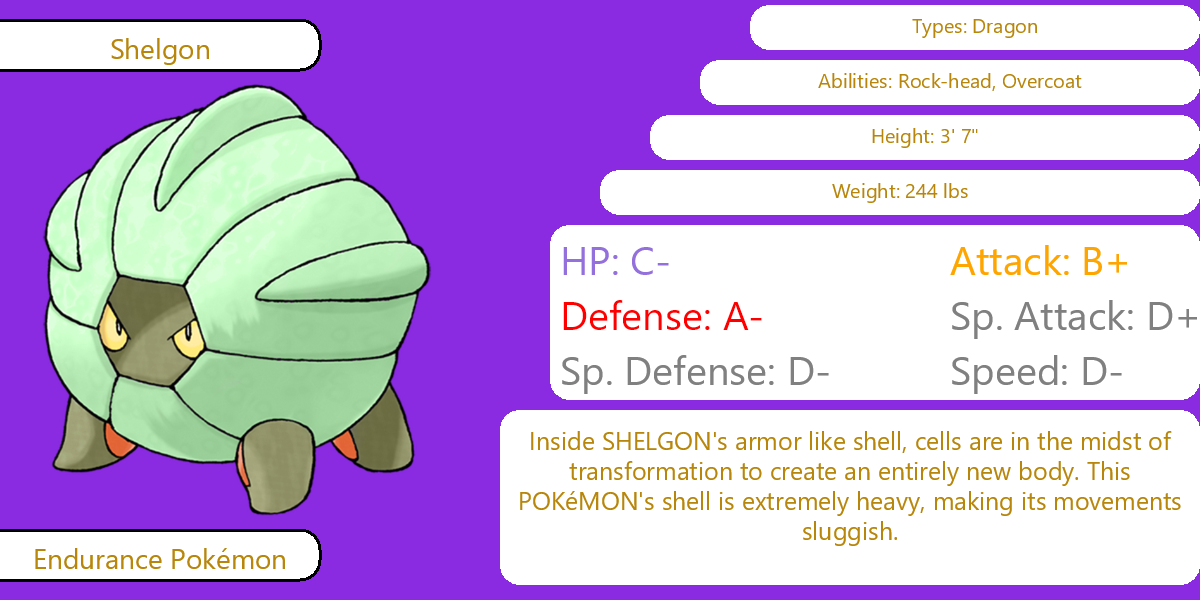 Shelgon
Types: Dragon
Abilities: Rock-head, Overcoat
Height: 3' 7"
Weight: 244 lbs
HP: C-
Attack: B+
Defense: A-
Sp. Attack: D+
Sp. Defense: D-
Speed: D-
Inside SHELGON's armor like shell, cells are in the midst of
transformation to create an entirely new body. This
POKéMON's shell is extremely heavy, making its movements
sluggish.
Endurance Pokémon